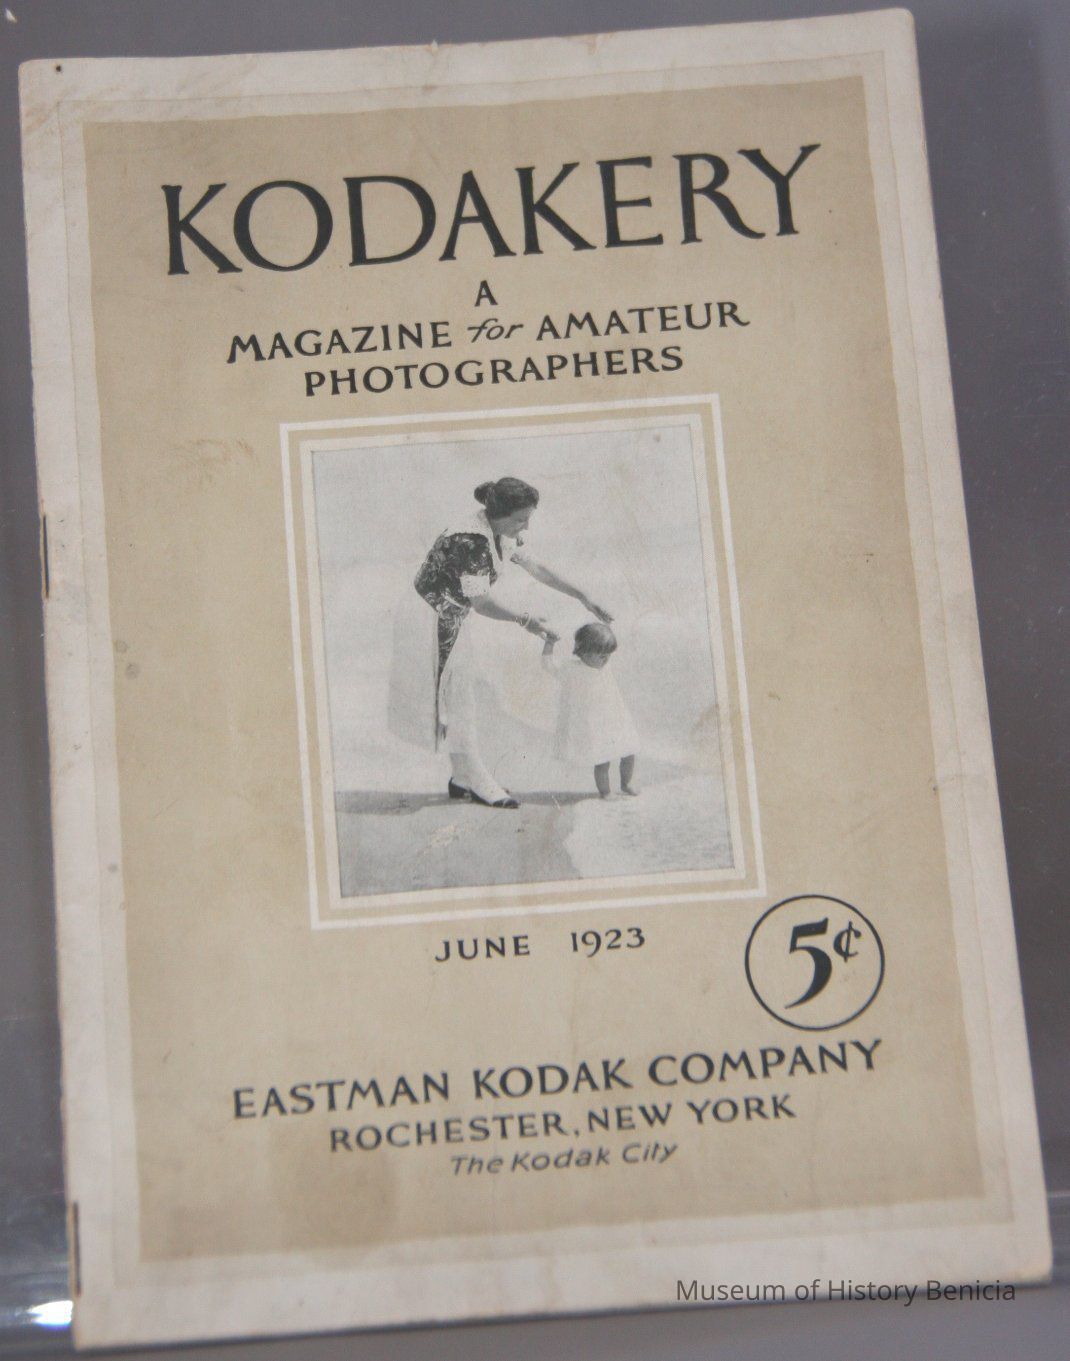 KODAKERY
A
MAGAZINE for AMATEUR
PHOTOGRAPHERS
JUNE 1923
5¢
EASTMAN KODAK COMPANY
ROCHESTER, NEW YORK
The Kodak City
Museum of History Benicia